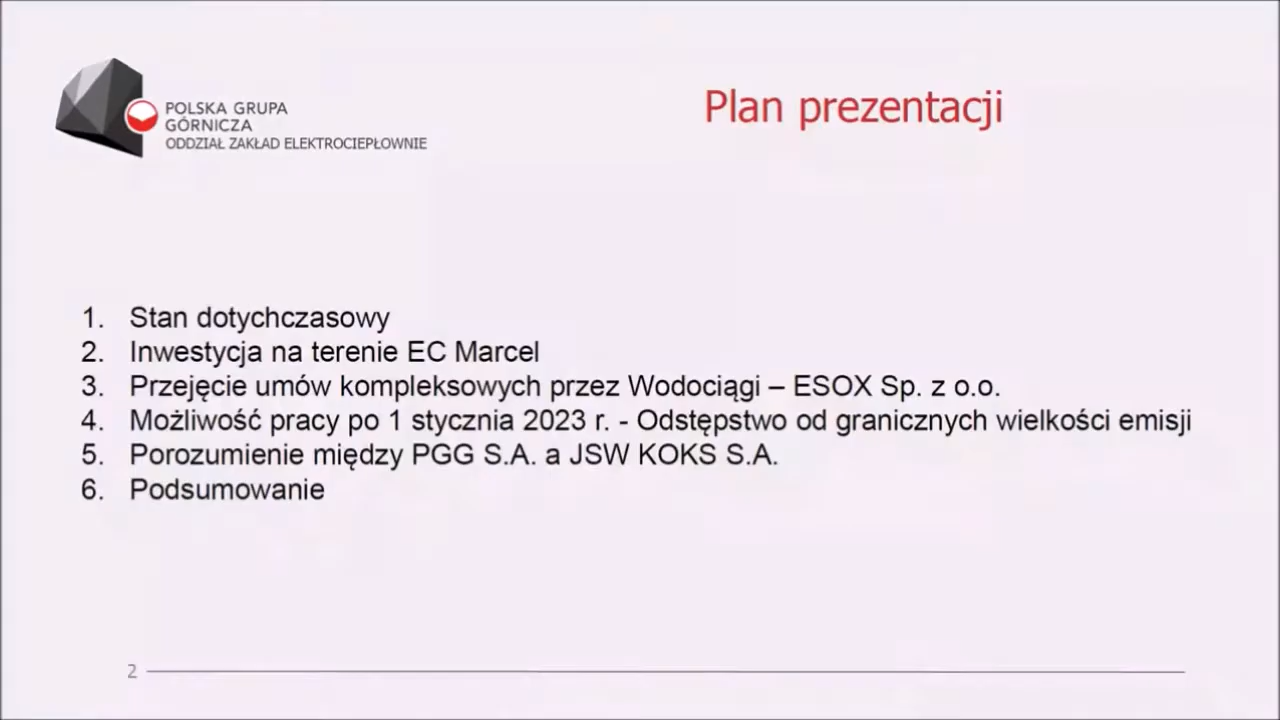 POLSKA GRUPA
GÓRNICZA
ODDZIAŁ ZAKŁAD ELEKTROCIEPŁOWNIE
Plan prezentacji
1. Stan dotychczasowy
2. Inwestycja na terenie EC Marcel
3. Przejęcie umów kompleksowych przez Wodociągi – ESOX Sp. z o.o.
4. Możliwość pracy po 1 stycznia 2023 r. - Odstępstwo od granicznych wielkości emisji
5. Porozumienie między PGG S.A. a JSW KOKS S.A.
6. Podsumowanie
2